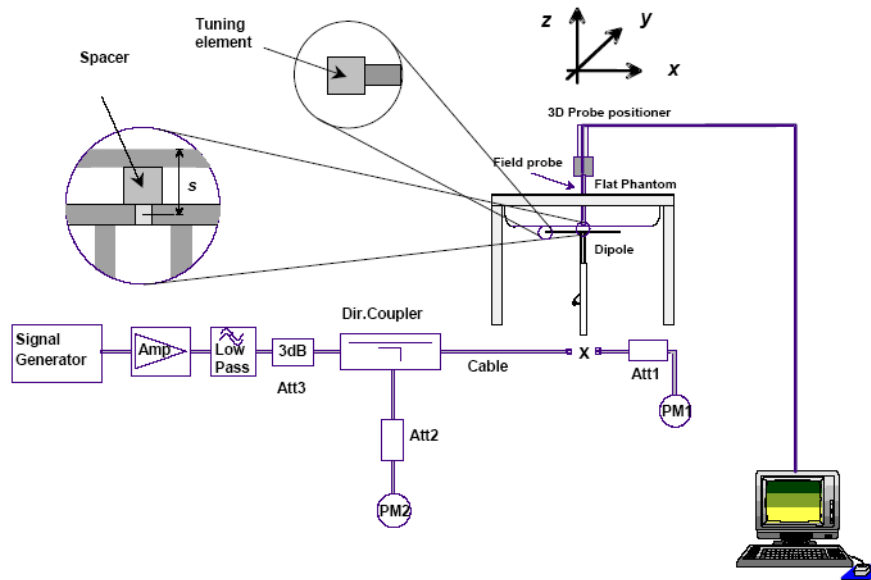 Tuning
element
Spacer
z
y
x
3D Probe positioner
Field probe
Flat Phantom
s
Dipole
Dir.Coupler
Signal
Generator
Amp
Low
Pass
3dB
Att3
Cable
X
Att1
PM1
Att2
PM2